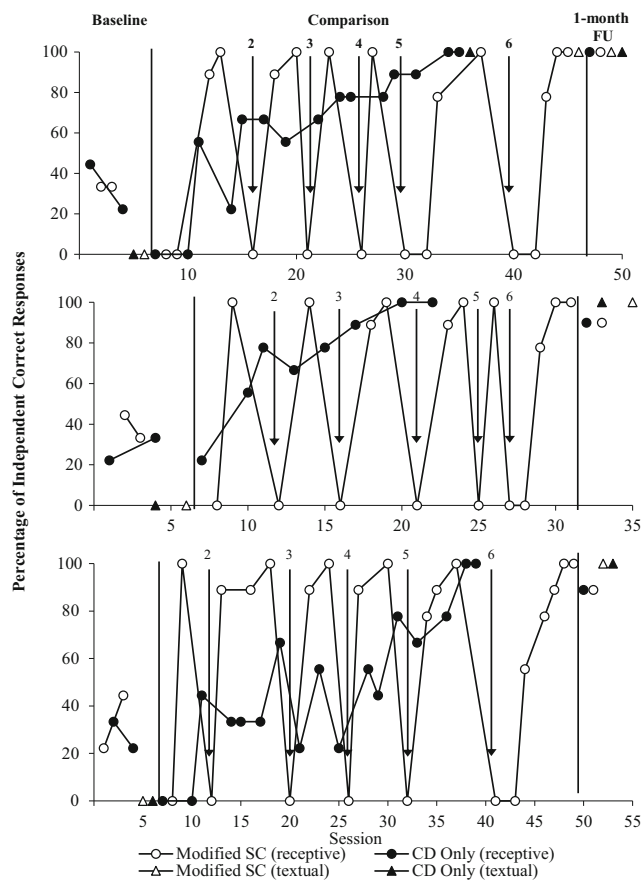 Baseline Comparison 1-month FU
2 3 4 5 6
100
80
60
40
20
0
10 20 30 40 50
Percentage of Independent Correct Responses
2 3 4 5 6
100
80
60
40
20
0
5 10 15 20 25 30 35
2 3 4 5 6
100
80
60
40
20
0
5 10 15 20 25 30 35 40 45 50 55
Session
Modified SC (receptive) CD Only (receptive)
Modified SC (textual) CD Only (textual)